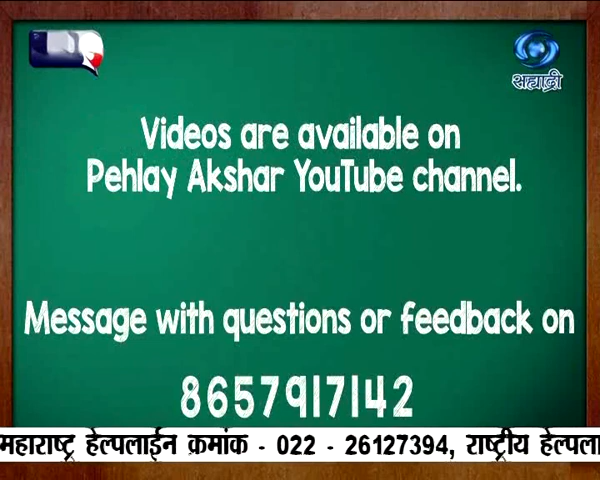 सह्याद्री
Videos are available on
Pehlay Akshar YouTube channel.
Message with questions or feedback on
8657917142
महाराष्ट्र हेल्पलाईन क्रमांक - 022 - 26127394, राष्ट्रीय हेल्पला